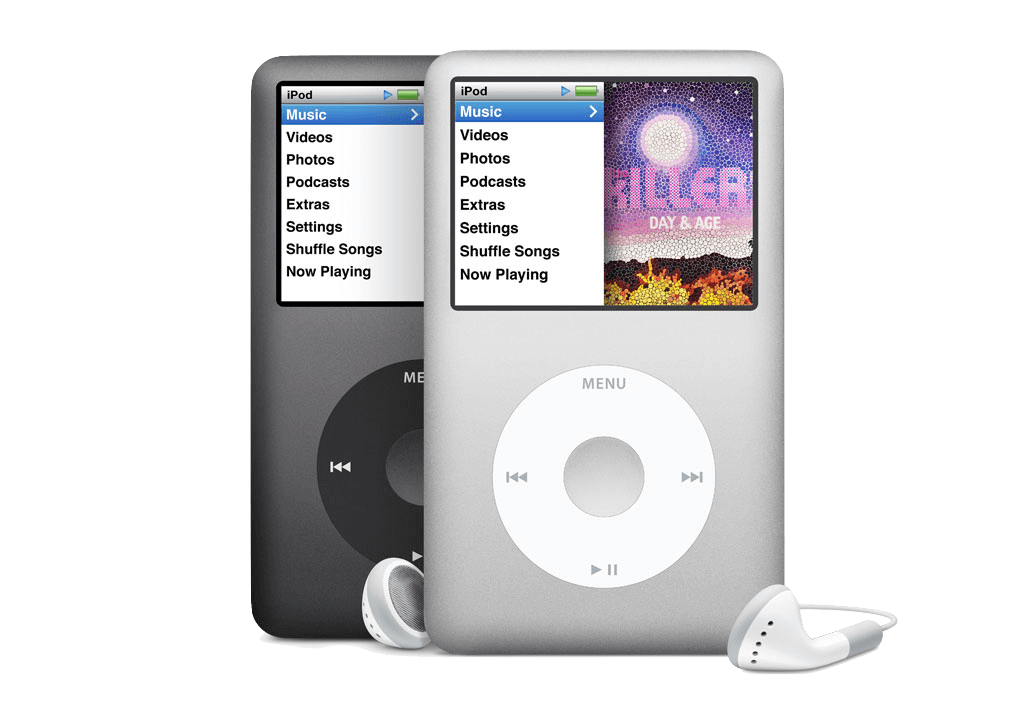 iPod
Music
Videos
Photos
Podcasts
Extras
Settings
Shuffle Songs
Now Playing
ME
iPod
Music
Videos
Photos
Podcasts
Extras
Settings
Shuffle Songs
Now Playing
KILLER
DAY & AGE
MENU